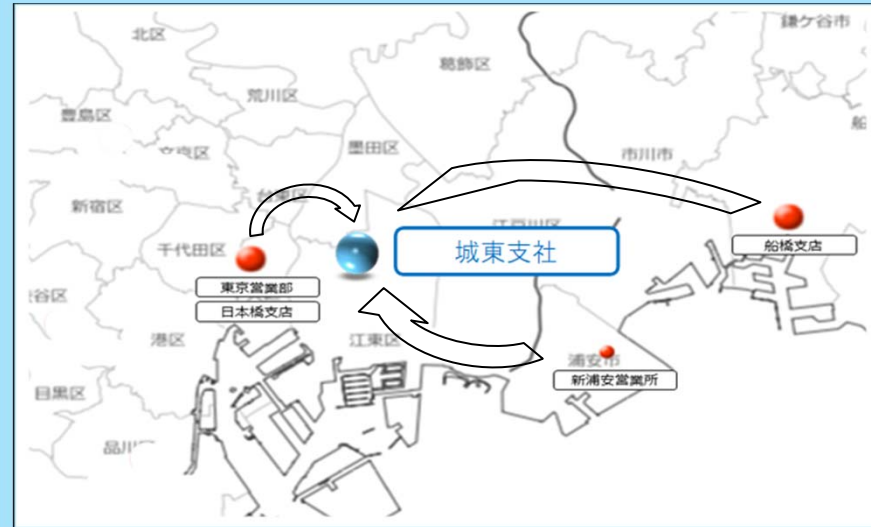 北区
鎌ケ谷市
葛飾区
荒川区
豊島区
船
文京区
墨田区
市川市
台東区
新宿区
江戸川区
千代田区
城東支社
船橋支店
東京営業部
日本橋支店
谷区
港区
江東区
浦安市
新浦安営業所
目黒区
品川